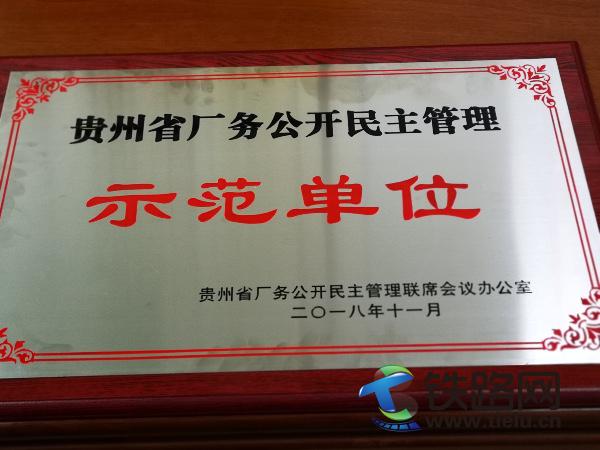 贵州省厂务公开民主管理
示范单位
贵州省厂务公开民主管理联席会议办公室
二〇一八年十一月
铁路网
www.tielu.cn